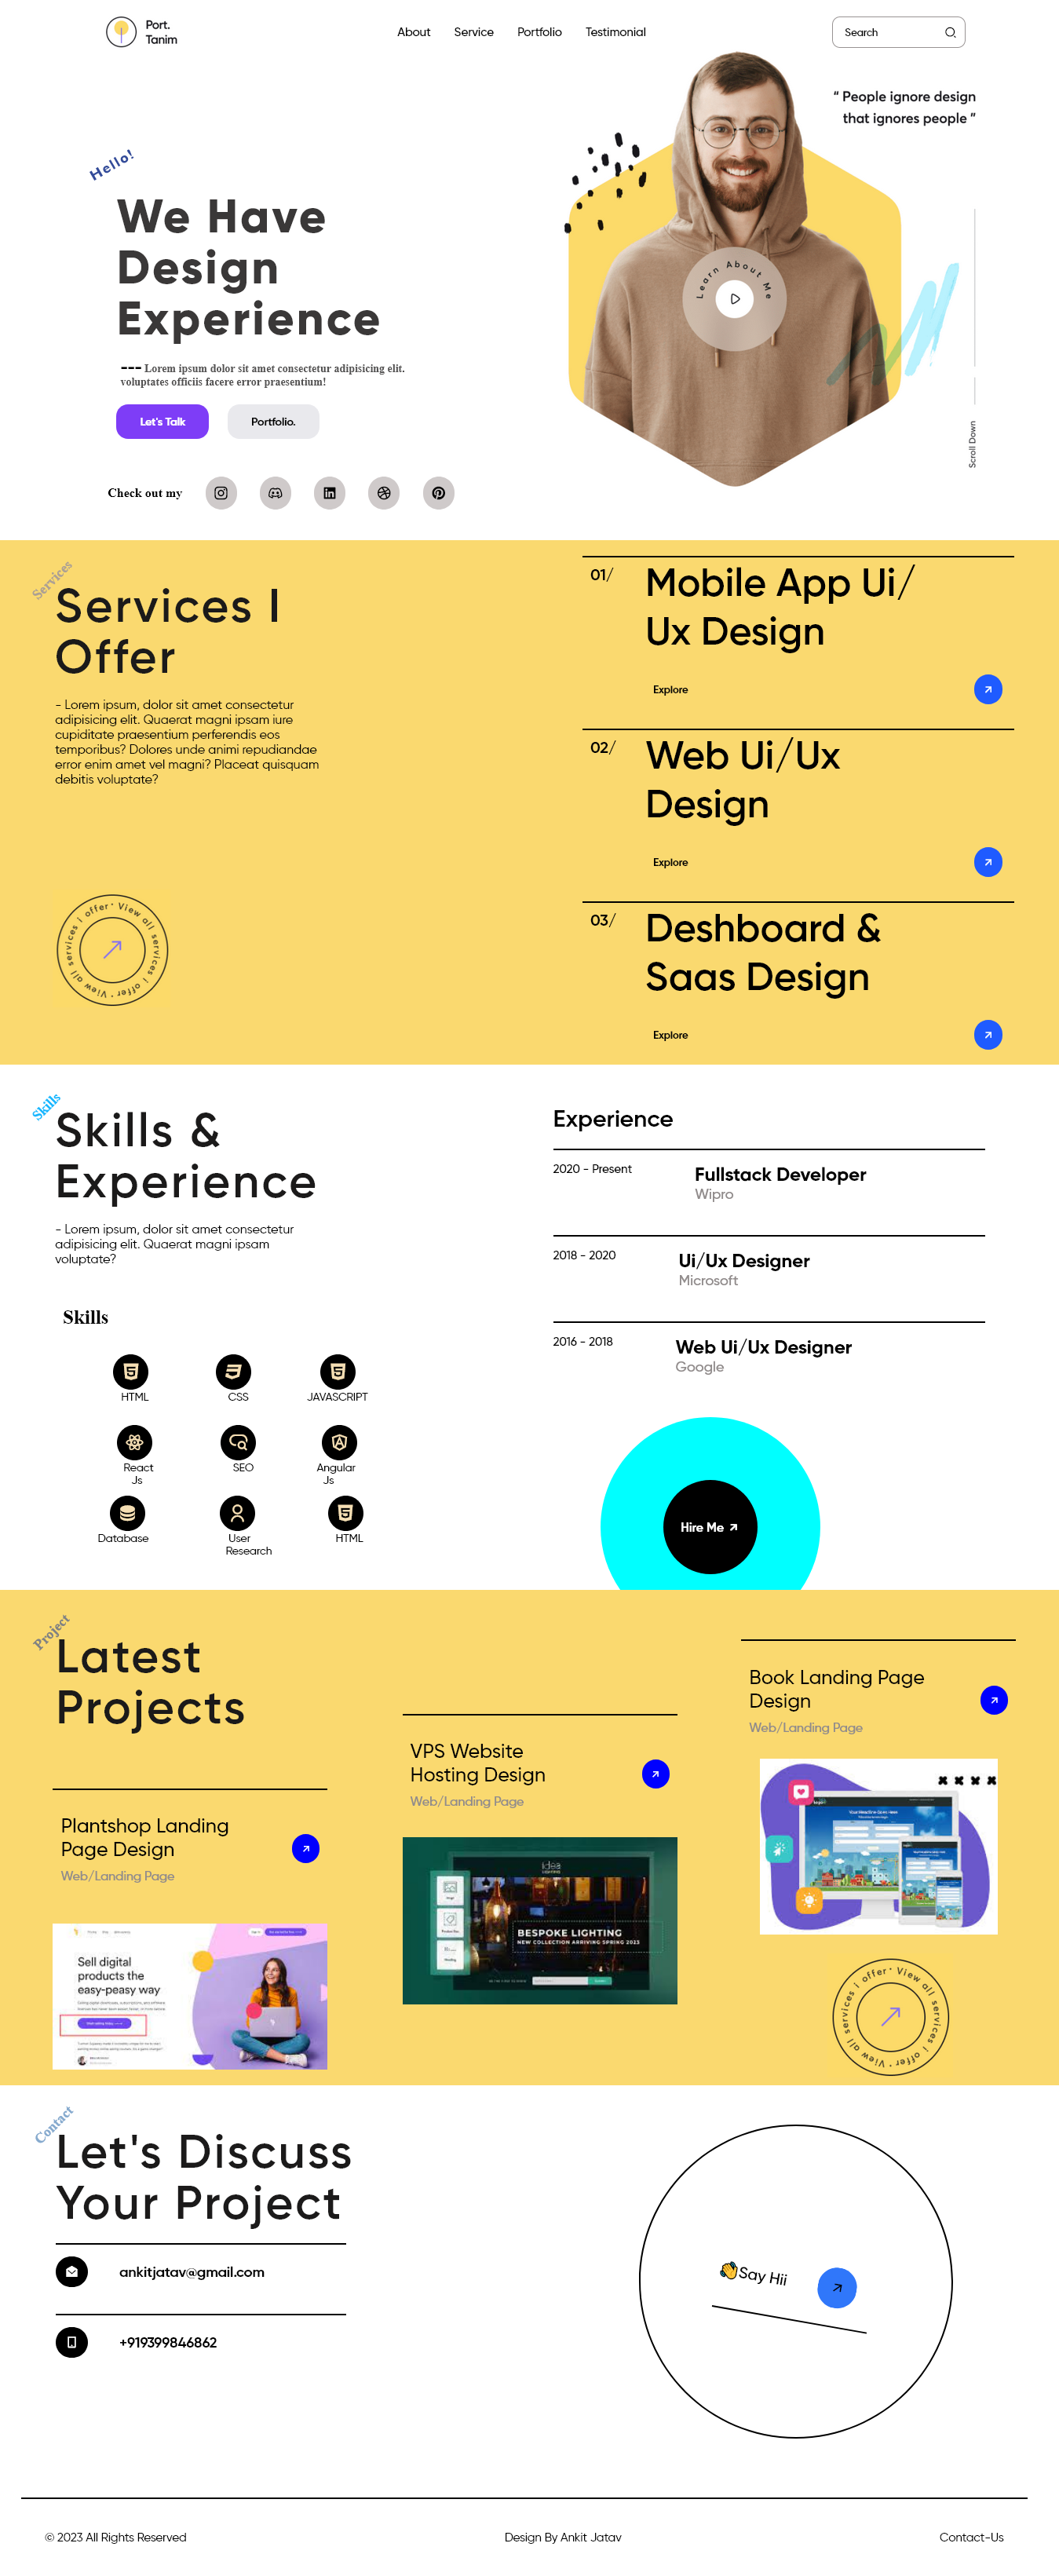 Port.
Tanim
About Service Portfolio Testimonial
Search
“ People ignore design
that ignores people ”
Hello!
We Have
Design
Experience
--- Lorem ipsum dolor sit amet consectetur adipisicing elit.
voluptates officiis facere error praesentium!
Let's Talk
Portfolio.
Check out my
Learn About Me
Scroll Down
Services
Services I
Offer
- Lorem ipsum, dolor sit amet consectetur
adipisicing elit. Quaerat magni ipsam iure
cupiditate praesentium perferendis eos
temporibus? Dolores unde animi repudiandae
error enim amet vel magni? Placeat quisquam
debitis voluptate?
View all services i offer · View all services i offer ·
01/
Mobile App Ui/
Ux Design
Explore
02/
Web Ui/Ux
Design
Explore
03/
Deshboard &
Saas Design
Explore
Skills
Skills &
Experience
- Lorem ipsum, dolor sit amet consectetur
adipisicing elit. Quaerat magni ipsam
voluptate?
Skills
HTML
CSS
JAVASCRIPT
React
Js
SEO
Angular
Js
Database
User
Research
HTML
Experience
2020 - Present
Fullstack Developer
Wipro
2018 - 2020
Ui/Ux Designer
Microsoft
2016 - 2018
Web Ui/Ux Designer
Google
Hire Me
Project
Latest
Projects
Plantshop Landing
Page Design
Web/Landing Page
Sell digital
products the
easy-peasy way
VPS Website
Hosting Design
Web/Landing Page
idea
BESPOKE LIGHTING
NEW COLLECTION ARRIVING SPRING 2023
Book Landing Page
Design
Web/Landing Page
View all services i offer · View all services i offer ·
Contact
Let's Discuss
Your Project
ankitjatav@gmail.com
+919399846862
👋Say Hii
© 2023 All Rights Reserved
Design By Ankit Jatav
Contact-Us